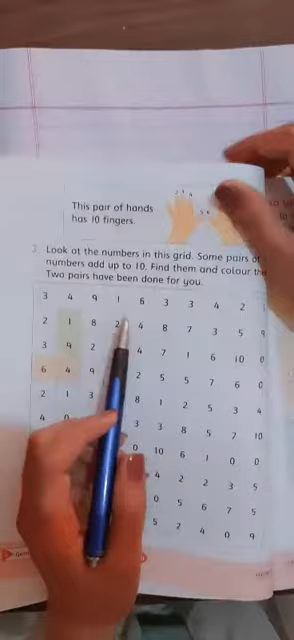 This pair of hands
has 10 fingers.
2. Look at the numbers in this grid. Some pairs of
numbers add up to 10. Find them and colour the
Two pairs have been done for you.
3 4 9 1 6 3 3 4 2
2 1 8 2 4 8 7 3 5 9
3 9 2 4 7 1 6 10 0
6 4 9 2 5 5 7 6 0
2 1 3 8 1 2 5 3 4
4 0 3 3 8 5 7 10
0 10 6 1 0 0
4 2 2 3 5
0 5 6 7 5
5 2 4 0 9